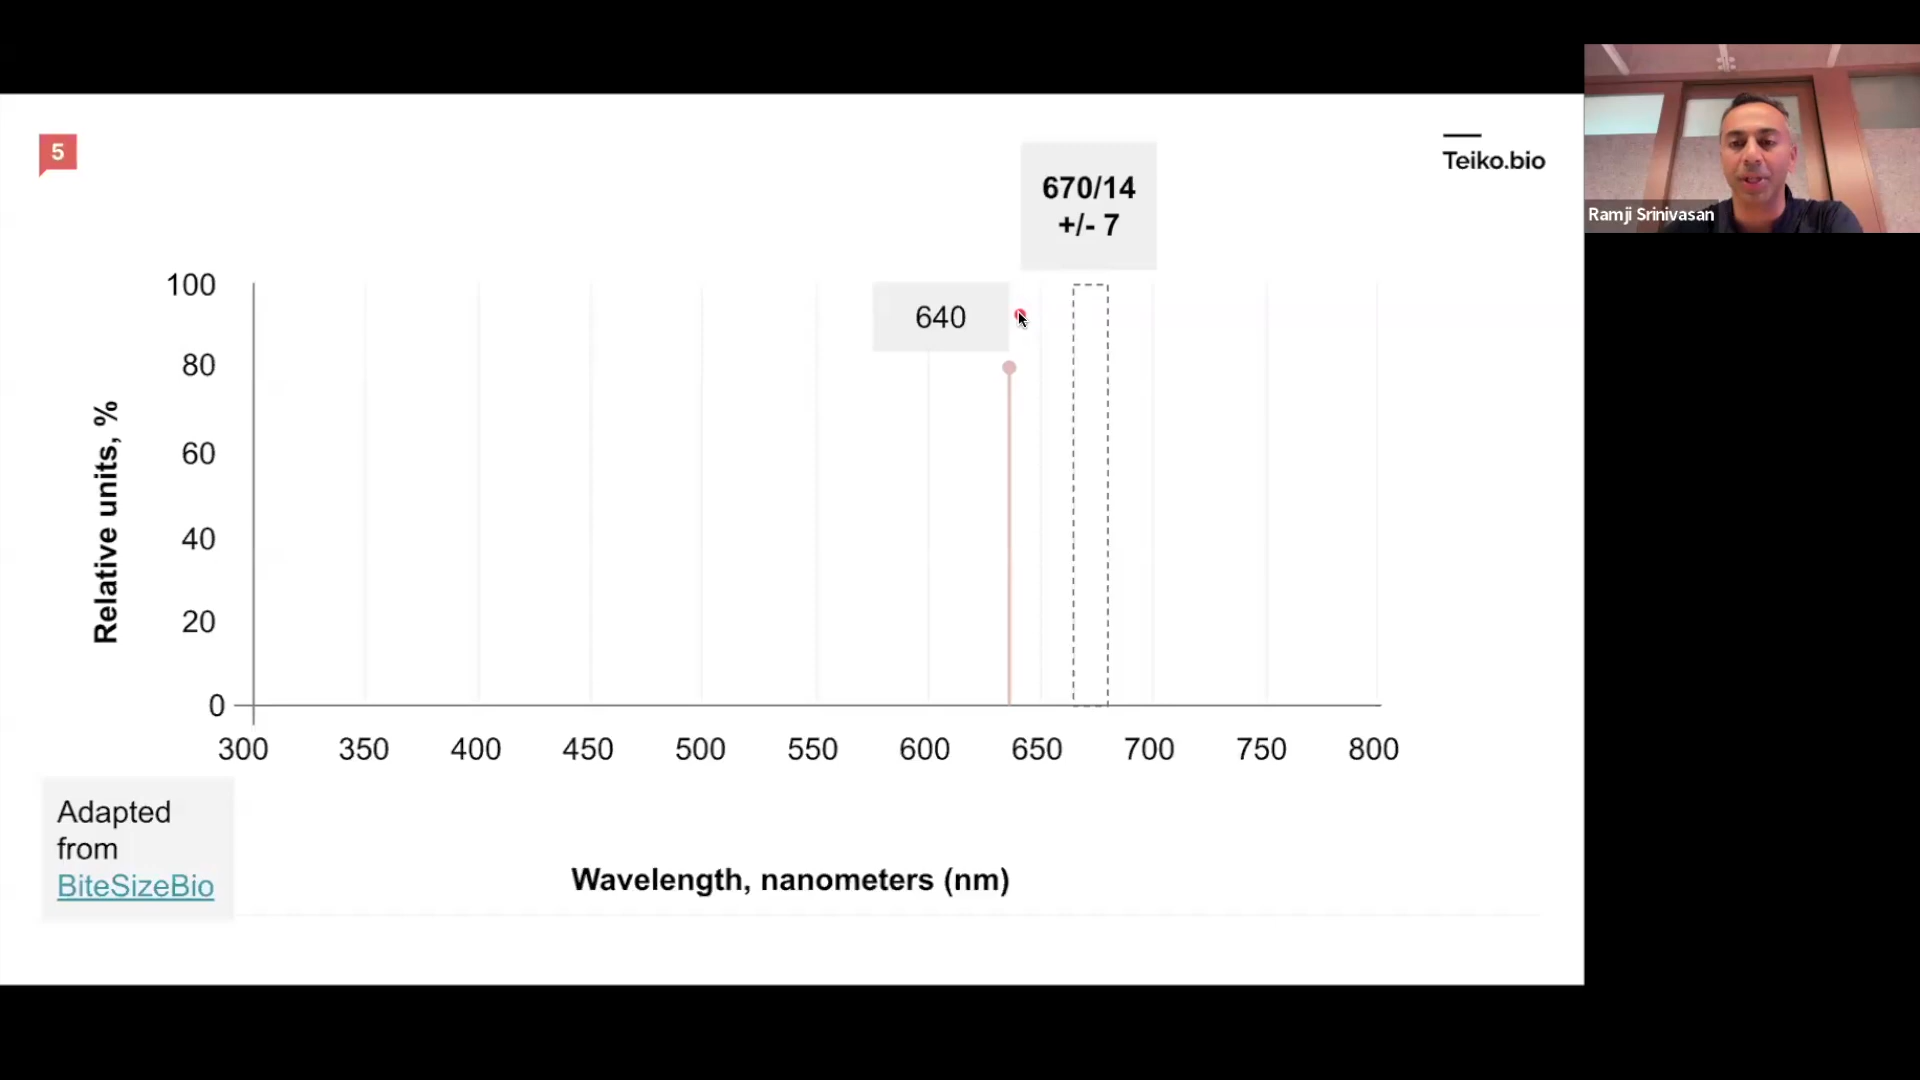 5
Teiko.bio
Ramji Srinivasan
670/14
+/- 7
640
100
80
60
40
20
0
Relative units, %
300 350 400 450 500 550 600 650 700 750 800
Wavelength, nanometers (nm)
Adapted
from
BiteSizeBio